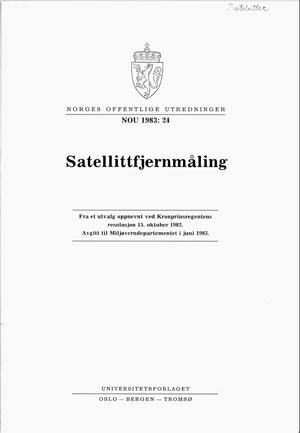 Satelitter
NORGES OFFENTLIGE UTREDNINGER
NOU 1983: 24
Satellittfjernmåling
Fra et utvalg oppnevnt ved Kronprinsregentens
resolusjon 15. oktober 1982.
Avgitt til Miljøverndepartementet i juni 1983.
UNIVERSITETSFORLAGET
OSLO — BERGEN — TROMSØ